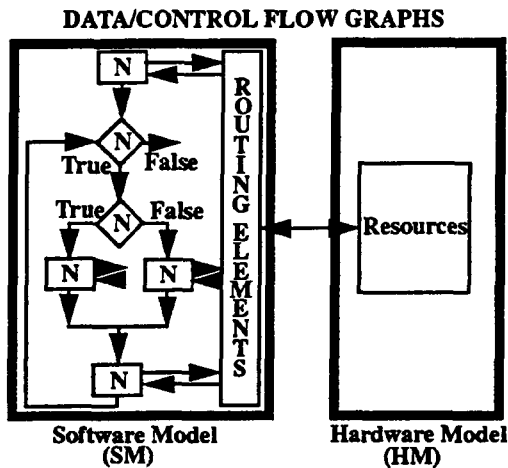 DATA/CONTROL FLOW GRAPHS
N
N
True
False
True
N
False
N
N
N
ROUTING ELEMENTS
Resources
Software Model
(SM)
Hardware Model
(HM)